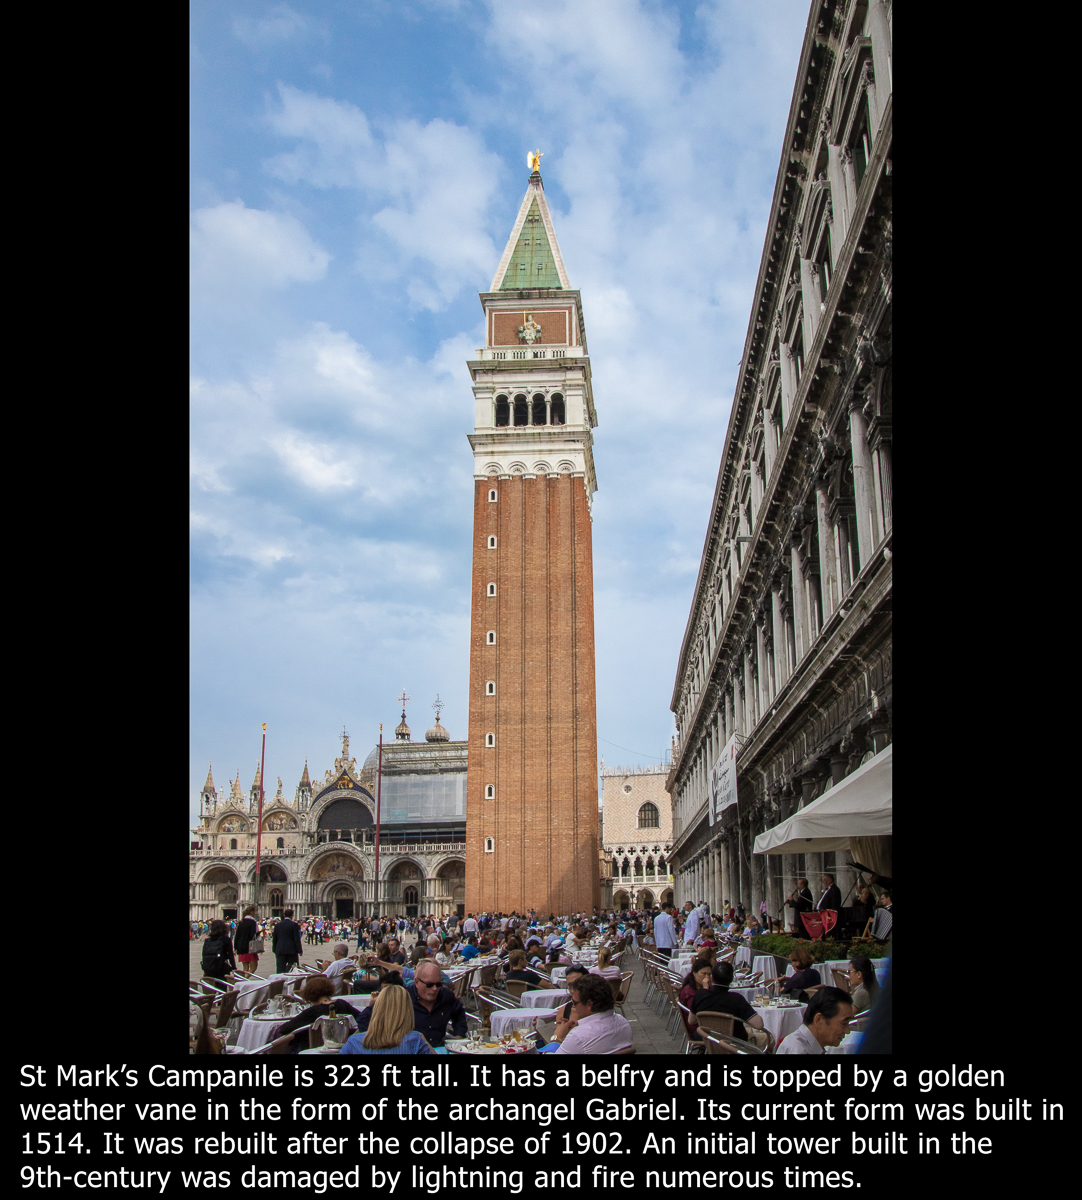 St Mark’s Campanile is 323 ft tall. It has a belfry and is topped by a golden
weather vane in the form of the archangel Gabriel. Its current form was built in
1514. It was rebuilt after the collapse of 1902. An initial tower built in the
9th-century was damaged by lightning and fire numerous times.